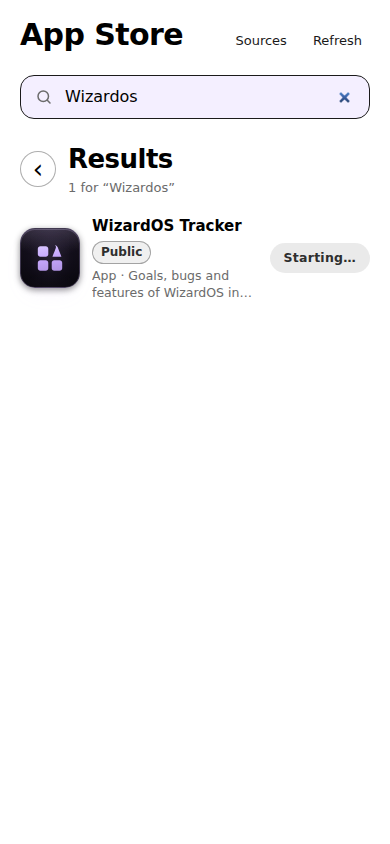 App Store
Sources
Refresh
Wizardos
Results
1 for “Wizardos”
WizardOS Tracker
Public
App · Goals, bugs and
features of WizardOS in…
Starting…